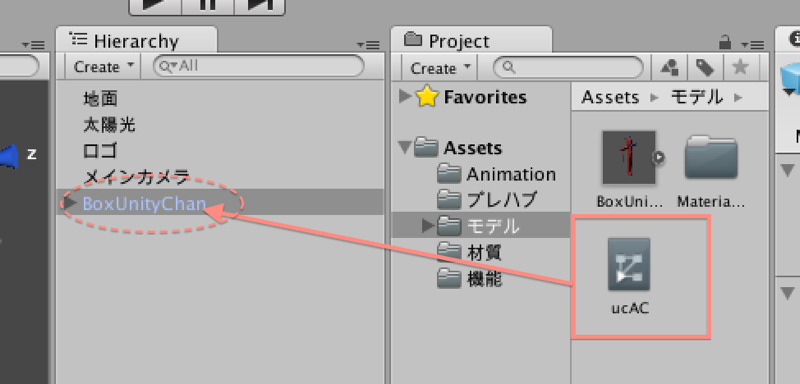 Hierarchy
Create
All
地面
太陽光
ロゴ
メインカメラ
BoxUnityChan
z
Project
Create
Favorites
Assets
Animation
プレハブ
モデル
材質
機能
Assets
モデル
BoxUni...
Materia...
ucAC